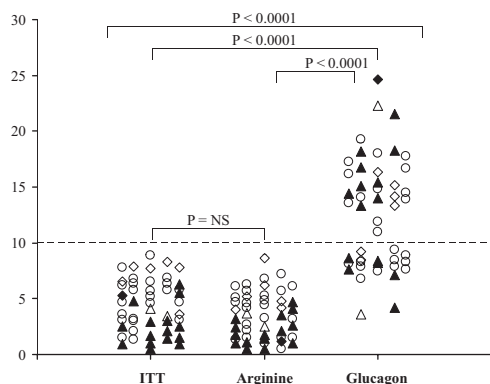 30
P < 0.0001
P < 0.0001
25
P < 0.0001
20
15
P = NS
10
5
0
ITT Arginine Glucagon